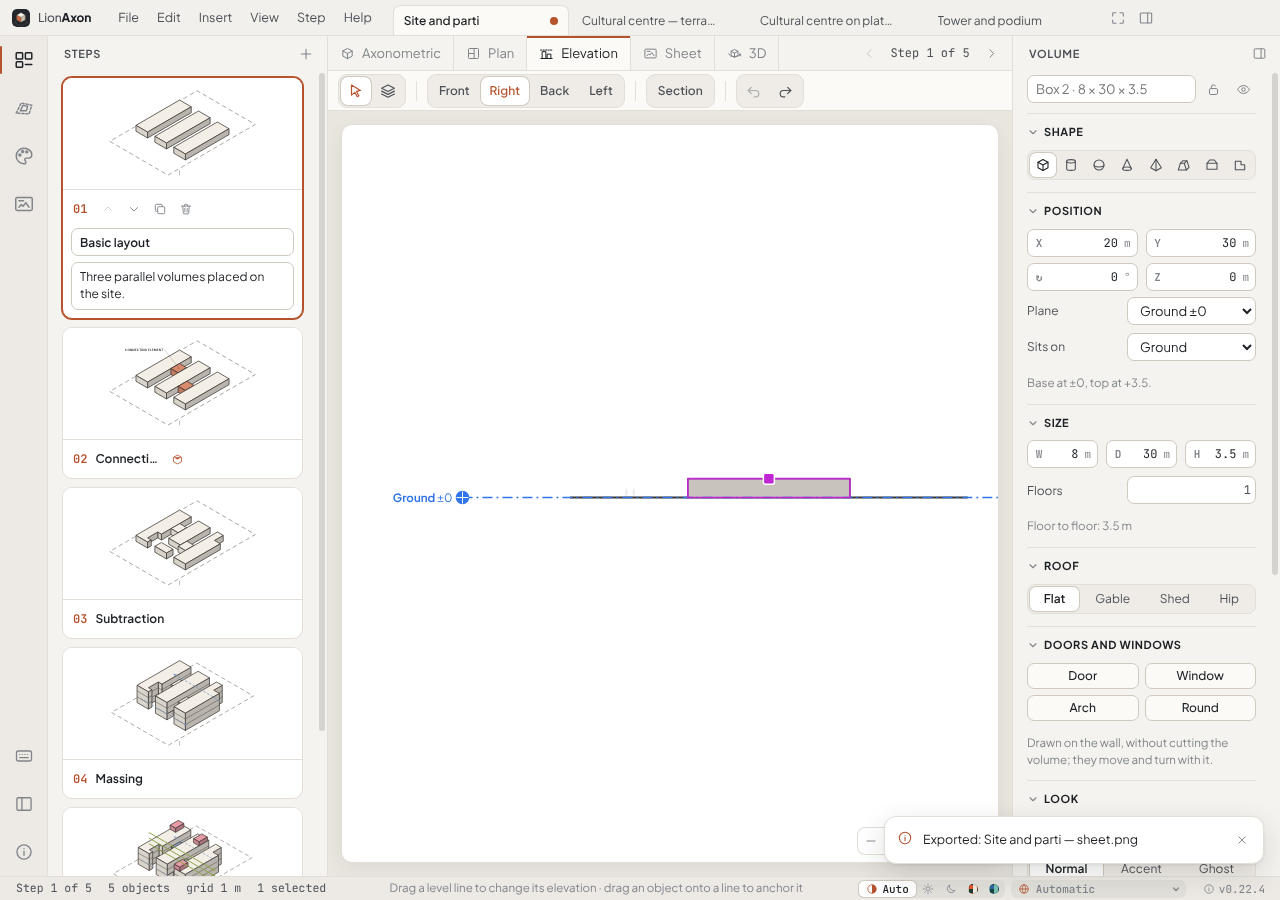 LionAxon
File Edit Insert View Step Help
Site and parti
Cultural centre — terra...
Cultural centre on plat...
Tower and podium
STEPS
Axonometric
Plan
Elevation
Sheet
3D
Step 1 of 5
VOLUME
Front Right Back Left
Section
Box 2 · 8 × 30 × 3.5
SHAPE
01
Basic layout
Three parallel volumes placed on
the site.
POSITION
X 20 m
Y 30 m
↻ 0 °
Z 0 m
Plane Ground ±0
Sits on Ground
Base at ±0, top at +3.5.
CONNECTION ELEMENT
02 Connecti...
SIZE
W 8 m
D 30 m
H 3.5 m
Floors 1
Floor to floor: 3.5 m
Ground ±0
03 Subtraction
ROOF
Flat Gable Shed Hip
DOORS AND WINDOWS
Door Window
Arch Round
Drawn on the wall, without cutting the
volume; they move and turn with it.
04 Massing
LOOK
Exported: Site and parti — sheet.png
Normal Accent Ghost
Step 1 of 5 5 objects grid 1 m 1 selected
Drag a level line to change its elevation · drag an object onto a line to anchor it
Auto
Automatic
v0.22.4